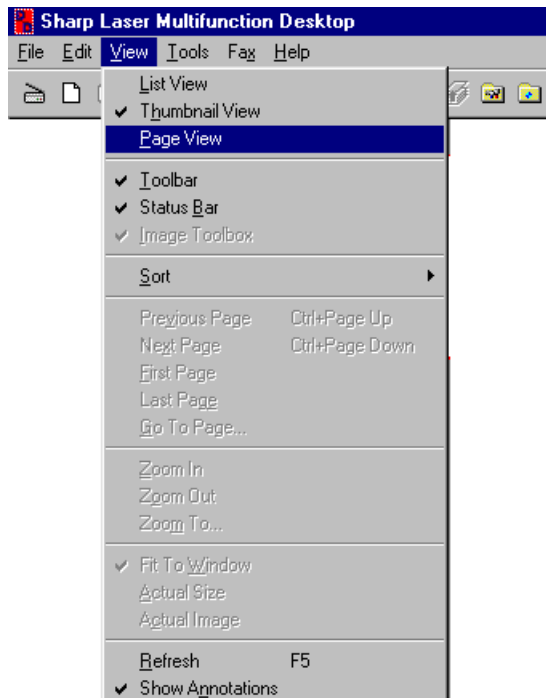 Sharp Laser Multifunction Desktop
File Edit View Tools Fax Help
List View
Thumbnail View
Page View
Toolbar
Status Bar
Image Toolbox
Sort
Previous Page Ctrl+Page Up
Next Page Ctrl+Page Down
First Page
Last Page
Go To Page...
Zoom In
Zoom Out
Zoom To...
Fit To Window
Actual Size
Actual Image
Refresh F5
Show Annotations